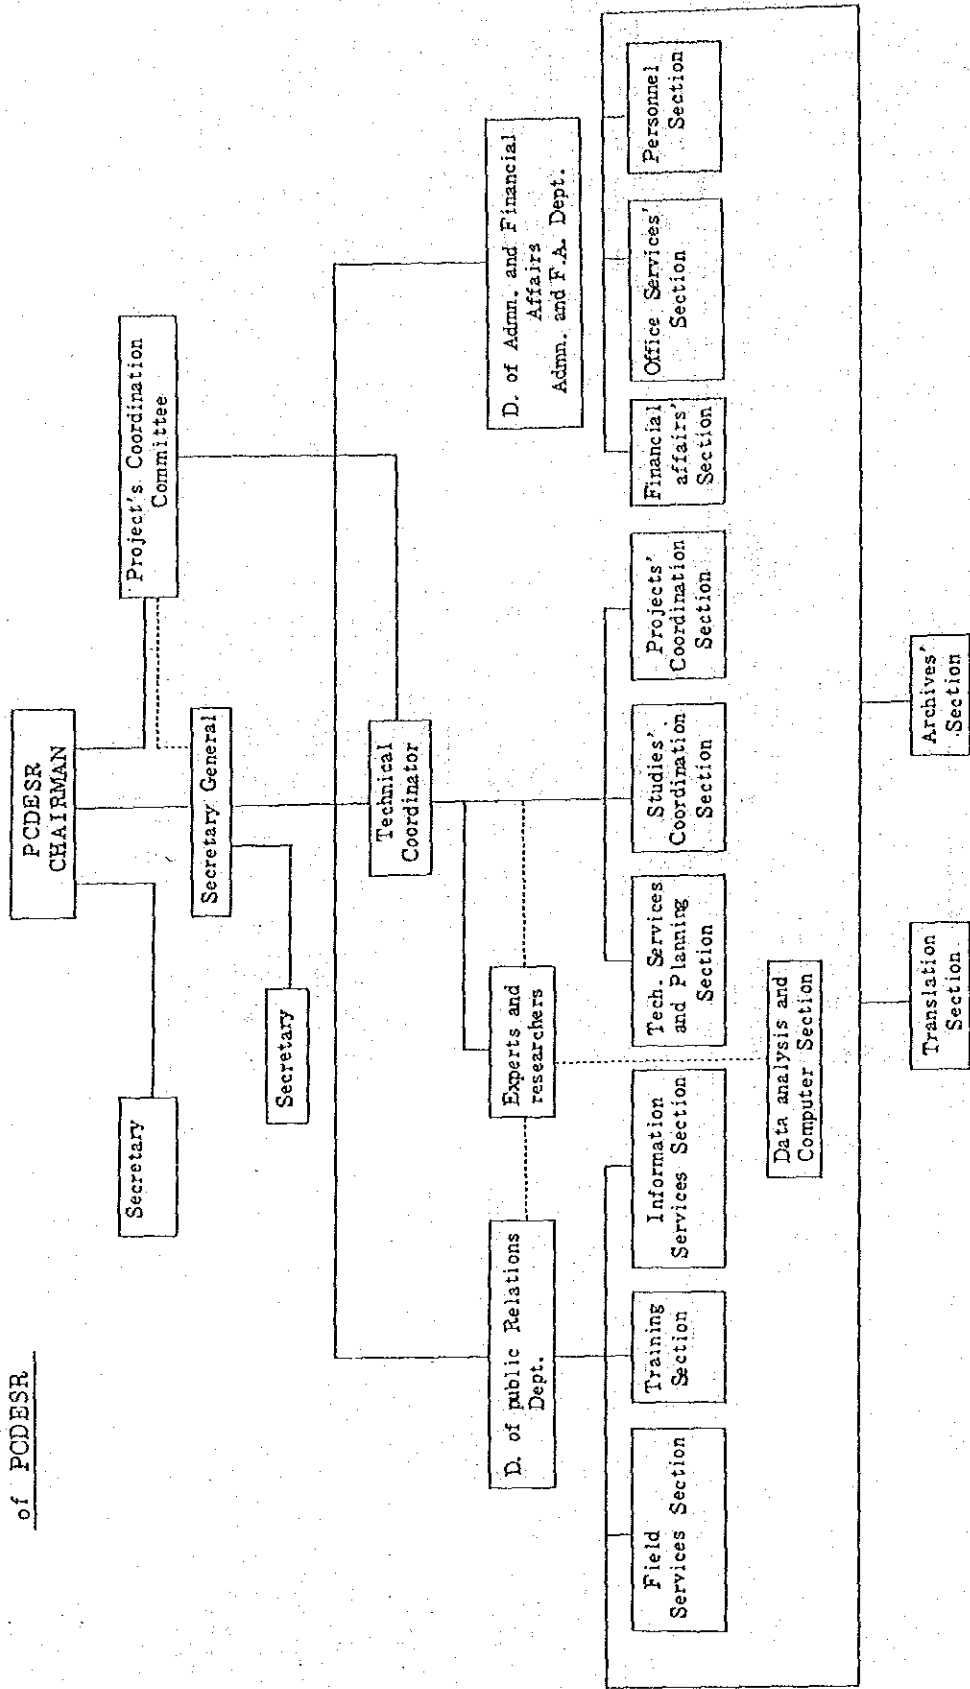 of PCDESR
PCDESR
CHAIRMAN
Secretary
Project's Coordination
Committee
Secretary General
Secretary
Technical
Coordinator
D. of public Relations
Dept.
Experts and
researchers
D. of Admn. and Financial
Affairs
Admn. and F.A. Dept.
Field
Services Section
Training
Section
Information
Services Section
Tech. Services
and Planning
Section
Studies'
Coordination
Section
Projects'
Coordination
Section
Financial
affairs'
Section
Office Services'
Section
Personnel
Section
Data analysis and
Computer Section
Translation
Section
Archives'
Section